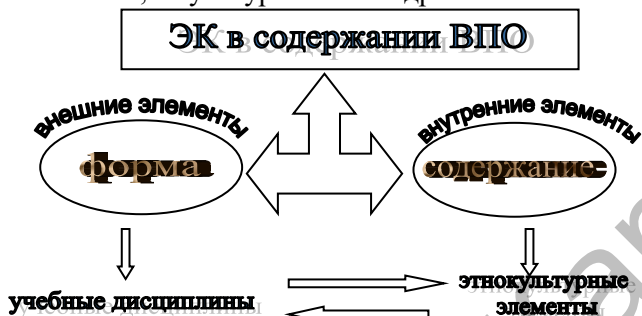 ЭК в содержании ВПО
внешние элементы
внутренние элементы
форма
содержание
этнокультурные
учебные дисциплины
элементы